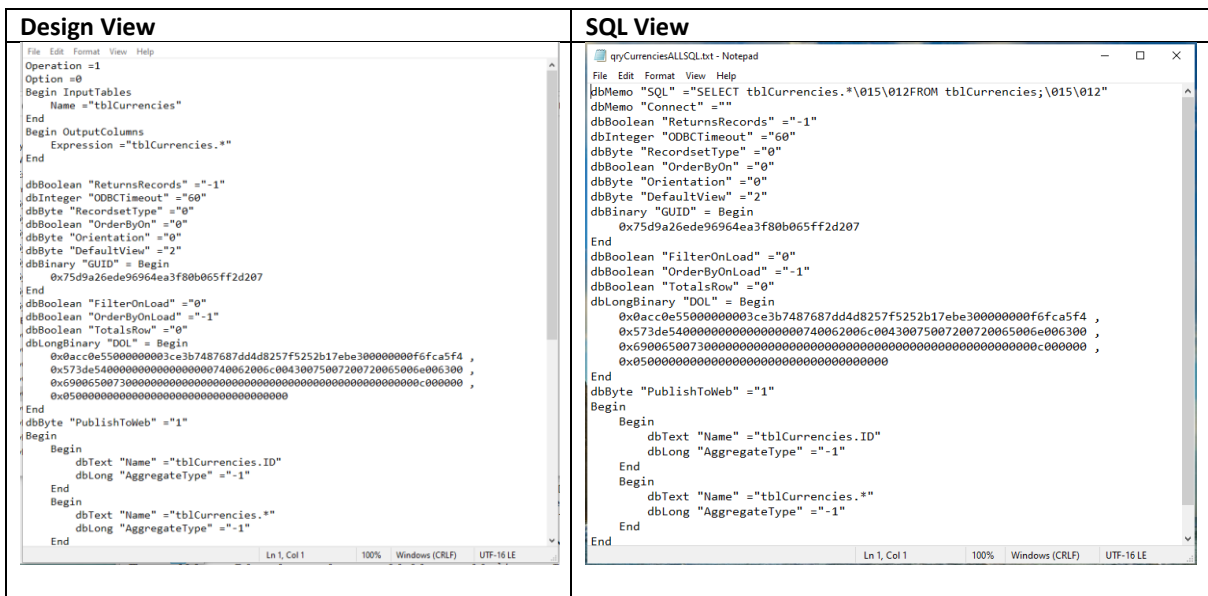 Design View
File Edit Format View Help
Operation =1
Option =0
Begin InputTables
    Name ="tblCurrencies"
End
Begin OutputColumns
    Expression ="tblCurrencies.*"
End

dbBoolean "ReturnsRecords" ="-1"
dbInteger "ODBCTimeout" ="60"
dbByte "RecordsetType" ="0"
dbBoolean "OrderByOn" ="0"
dbByte "Orientation" ="0"
dbByte "DefaultView" ="2"
dbBinary "GUID" = Begin
    0x75d9a26ede96964ea3f80b065ff2d207
End
dbBoolean "FilterOnLoad" ="0"
dbBoolean "OrderByOnLoad" ="-1"
dbBoolean "TotalsRow" ="0"
dbLongBinary "DOL" = Begin
    0x0acc0e55000000003ce3b7487687dd4d8257f5252b17ebe300000000f6fca5f4 ,
    0x573de5400000000000000000740062006c00430075007200720065006e006300 ,
    0x690065007300000000000000000000000000000000000000000000000c000000 ,
    0x050000000000000000000000000000000000
End
dbByte "PublishToWeb" ="1"
Begin
    Begin
        dbText "Name" ="tblCurrencies.ID"
        dbLong "AggregateType" ="-1"
    End
    Begin
        dbText "Name" ="tblCurrencies.*"
        dbLong "AggregateType" ="-1"
    End
Ln 1, Col 1 100% Windows (CRLF) UTF-16 LE
SQL View
qryCurrenciesALLSQL.txt - Notepad
File Edit Format View Help
dbMemo "SQL" ="SELECT tblCurrencies.*\015\012FROM tblCurrencies;\015\012"
dbMemo "Connect" =""
dbBoolean "ReturnsRecords" ="-1"
dbInteger "ODBCTimeout" ="60"
dbByte "RecordsetType" ="0"
dbBoolean "OrderByOn" ="0"
dbByte "Orientation" ="0"
dbByte "DefaultView" ="2"
dbBinary "GUID" = Begin
    0x75d9a26ede96964ea3f80b065ff2d207
End
dbBoolean "FilterOnLoad" ="0"
dbBoolean "OrderByOnLoad" ="-1"
dbBoolean "TotalsRow" ="0"
dbLongBinary "DOL" = Begin
    0x0acc0e55000000003ce3b7487687dd4d8257f5252b17ebe300000000f6fca5f4 ,
    0x573de5400000000000000000740062006c00430075007200720065006e006300 ,
    0x690065007300000000000000000000000000000000000000000000000c000000 ,
    0x050000000000000000000000000000000000
End
dbByte "PublishToWeb" ="1"
Begin
    Begin
        dbText "Name" ="tblCurrencies.ID"
        dbLong "AggregateType" ="-1"
    End
    Begin
        dbText "Name" ="tblCurrencies.*"
        dbLong "AggregateType" ="-1"
    End
End
Ln 1, Col 1 100% Windows (CRLF) UTF-16 LE